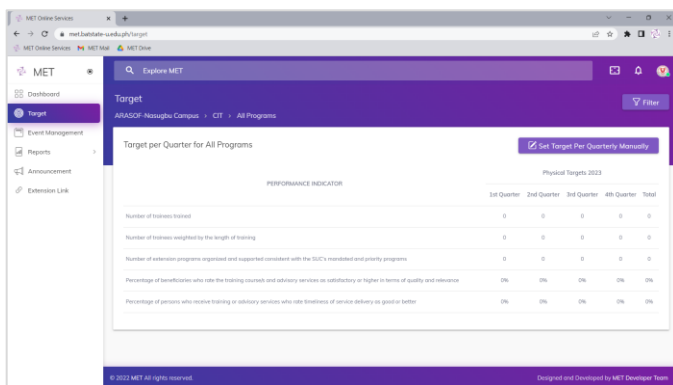 MET Online Services
met.batstate-u.edu.ph/target
MET Online Services MET Mail MET Drive
MET
Explore MET
Dashboard
Target
Event Management
Reports
Announcement
Extension Link
Target
Filter
ARASOF-Nasugbu Campus > CIT > All Programs
Target per Quarter for All Programs
Set Target Per Quarterly Manually
PERFORMANCE INDICATOR
Physical Targets 2023
1st Quarter 2nd Quarter 3rd Quarter 4th Quarter Total
Number of trainees trained 0 0 0 0 0
Number of trainees weighted by the length of training 0 0 0 0 0
Number of extension programs organized and supported consistent with the SUC's mandated and priority programs 0 0 0 0 0
Percentage of beneficiaries who rate the training course/s and advisory services as satisfactory or higher in terms of quality and relevance 0% 0% 0% 0% 0%
Percentage of persons who receive training or advisory services who rate timeliness of service delivery as good or better 0% 0% 0% 0% 0%
© 2022 MET All rights reserved.
Designed and Developed by MET Developer Team